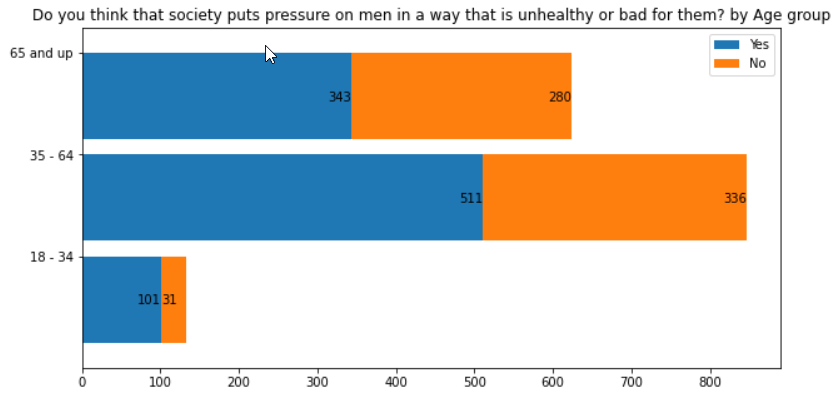 Do you think that society puts pressure on men in a way that is unhealthy or bad for them? by Age group
Yes
No
65 and up
343
280
35 - 64
511
336
18 - 34
101
31
0 100 200 300 400 500 600 700 800